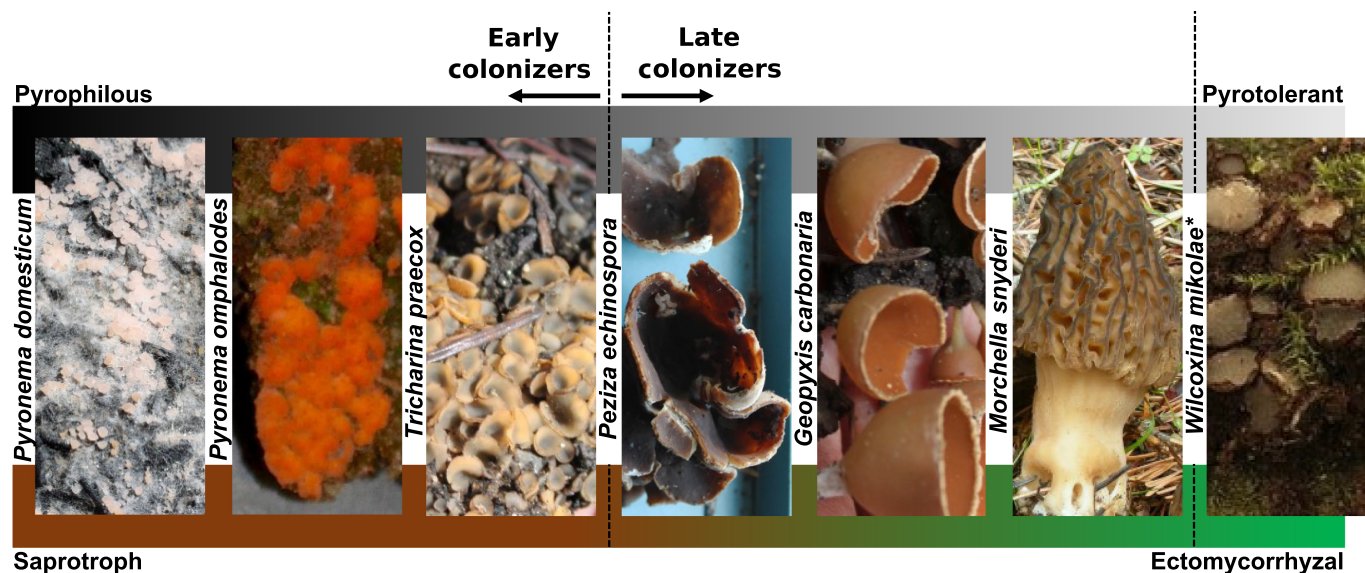 Early
colonizers
Late
colonizers
Pyrophilous
Pyrotolerant
Pyronema domesticum
Pyronema omphalodes
Tricharina praecox
Peziza echinospora
Geopyxis carbonaria
Morchella snyderi
Wilcoxina mikolae*
Saprotroph
Ectomycorrhyzal